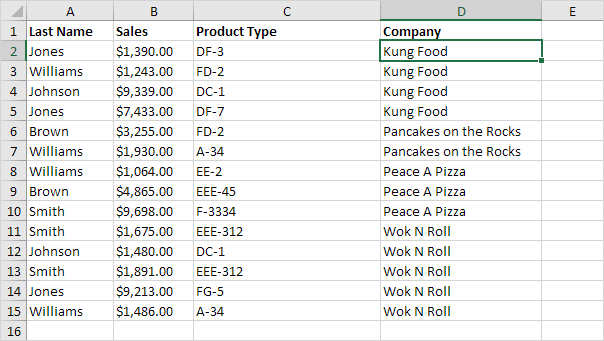 A B C D E
1 Last Name Sales Product Type Company
2 Jones $1,390.00 DF-3 Kung Food
3 Williams $1,243.00 FD-2 Kung Food
4 Johnson $9,339.00 DC-1 Kung Food
5 Jones $7,433.00 DF-7 Kung Food
6 Brown $3,255.00 FD-2 Pancakes on the Rocks
7 Williams $1,930.00 A-34 Pancakes on the Rocks
8 Williams $1,064.00 EE-2 Peace A Pizza
9 Brown $4,865.00 EEE-45 Peace A Pizza
10 Smith $9,698.00 F-3334 Peace A Pizza
11 Smith $1,675.00 EEE-312 Wok N Roll
12 Johnson $1,480.00 DC-1 Wok N Roll
13 Smith $1,891.00 EEE-312 Wok N Roll
14 Jones $9,213.00 FG-5 Wok N Roll
15 Williams $1,486.00 A-34 Wok N Roll
16